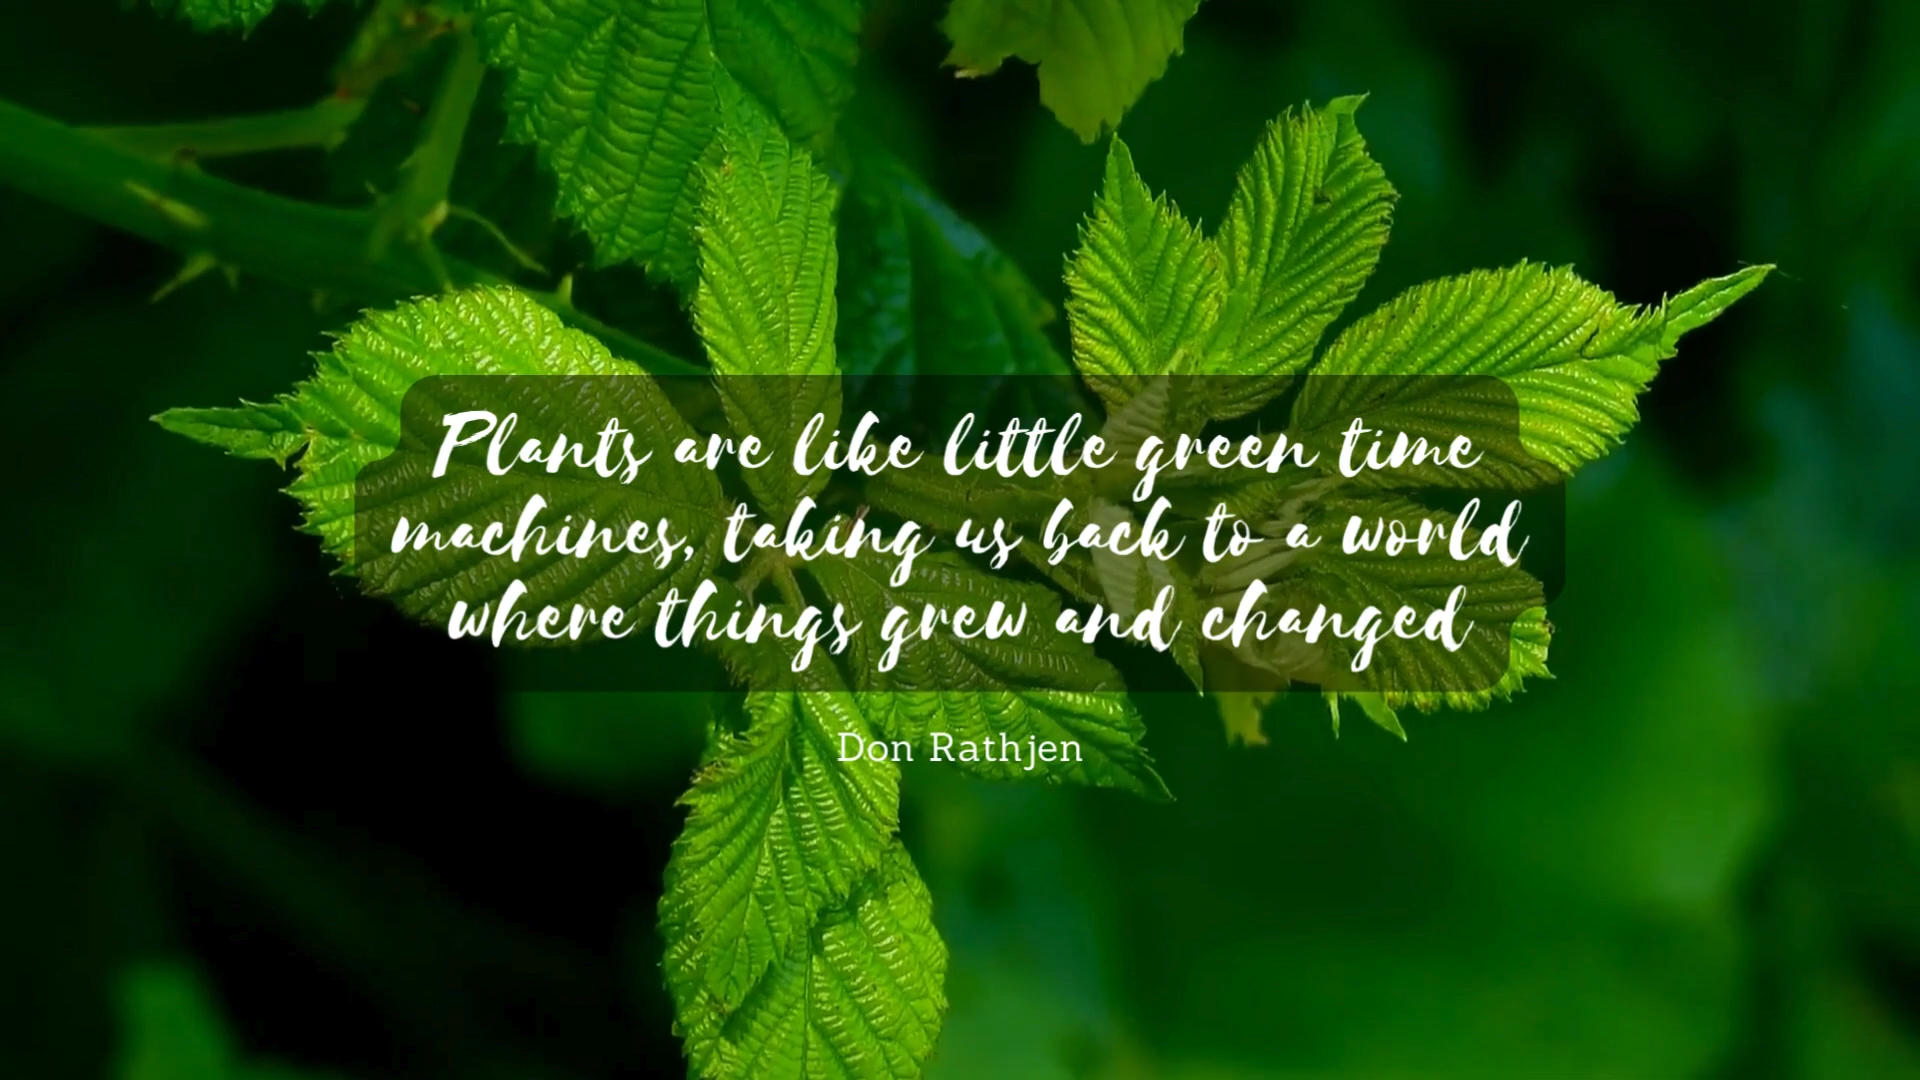 Plants are like little green time
machines, taking us back to a world
where things grew and changed
Don Rathjen